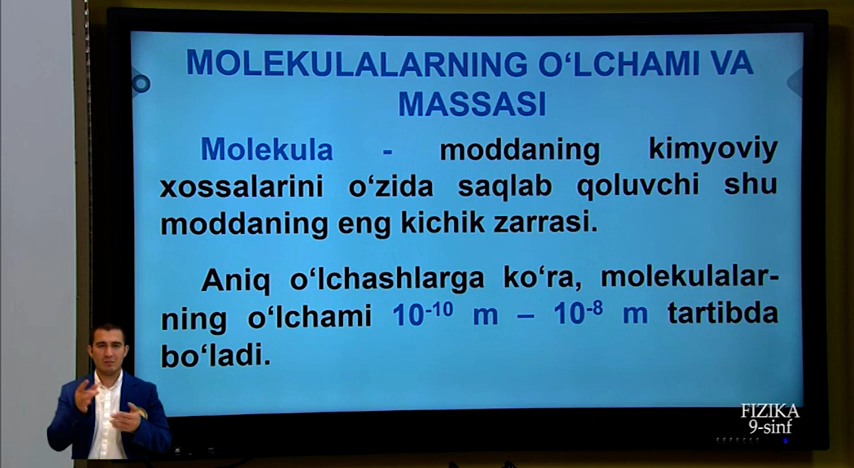 MOLEKULALARNING O‘LCHAMI VA
MASSASI
Molekula - moddaning kimyoviy
xossalarini o‘zida saqlab qoluvchi shu
moddaning eng kichik zarrasi.
Aniq o‘lchashlarga ko‘ra, molekulalar-
ning o‘lchami 10⁻¹⁰ m – 10⁻⁸ m tartibda
bo‘ladi.
FIZIKA
9-sinf